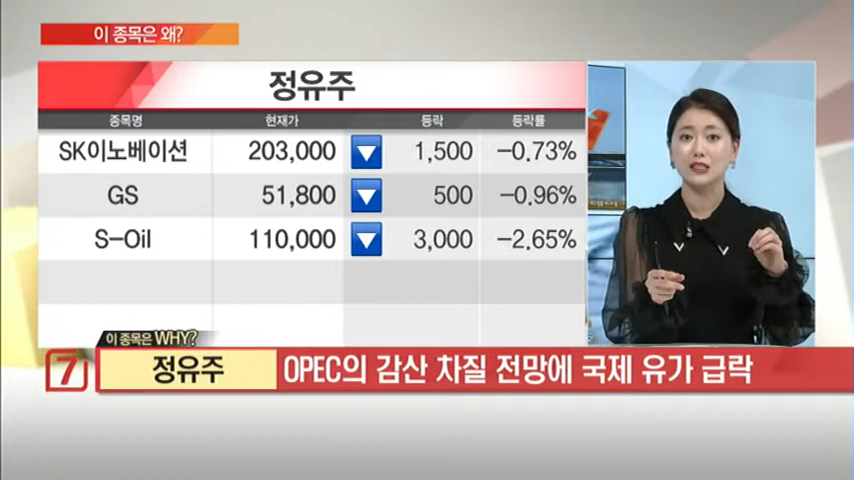 이 종목은 왜?
정유주
종목명 현재가 등락 등락률
SK이노베이션 203,000 ▼ 1,500 -0.73%
GS 51,800 ▼ 500 -0.96%
S-Oil 110,000 ▼ 3,000 -2.65%
이 종목은 WHY?
7 정유주 OPEC의 감산 차질 전망에 국제 유가 급락